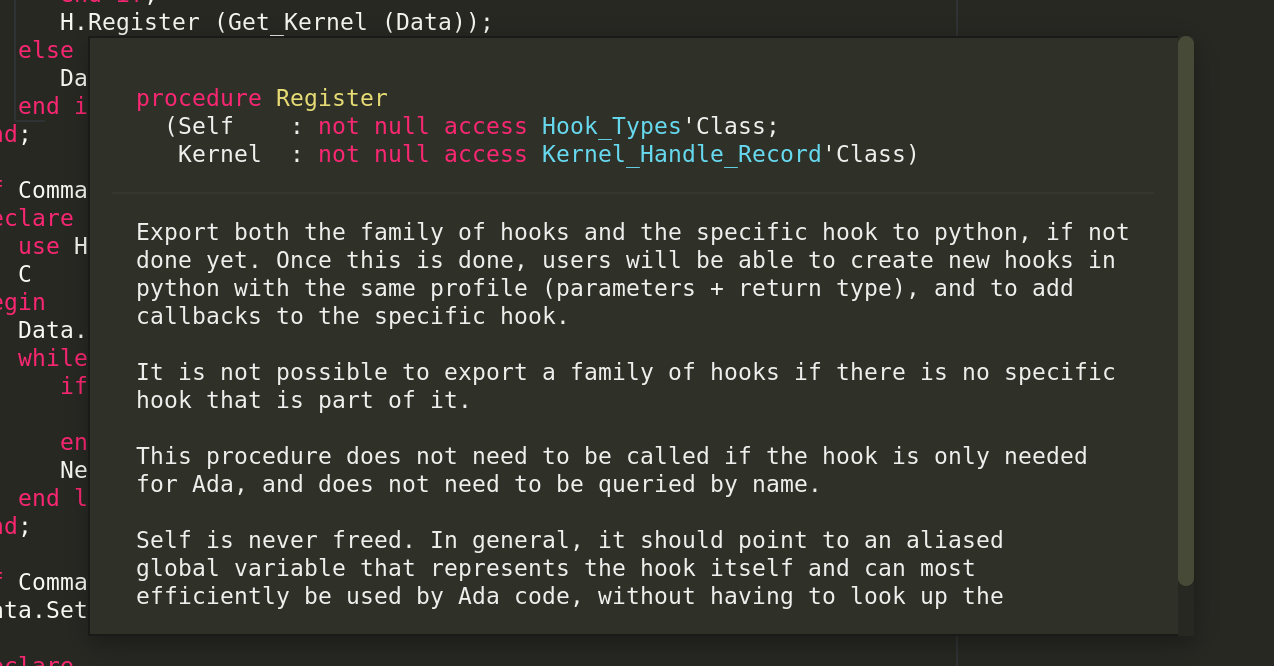 end if;
H.Register (Get_Kernel (Data));
else
Da
end i
nd;
procedure Register
(Self    : not null access Hook_Types'Class;
Kernel  : not null access Kernel_Handle_Record'Class)
Comma
eclare
use H
C
egin
Data.
while
if
en
Ne
end l
nd;
Comma
ata.Set
eclare
Export both the family of hooks and the specific hook to python, if not
done yet. Once this is done, users will be able to create new hooks in
python with the same profile (parameters + return type), and to add
callbacks to the specific hook.
It is not possible to export a family of hooks if there is no specific
hook that is part of it.
This procedure does not need to be called if the hook is only needed
for Ada, and does not need to be queried by name.
Self is never freed. In general, it should point to an aliased
global variable that represents the hook itself and can most
efficiently be used by Ada code, without having to look up the